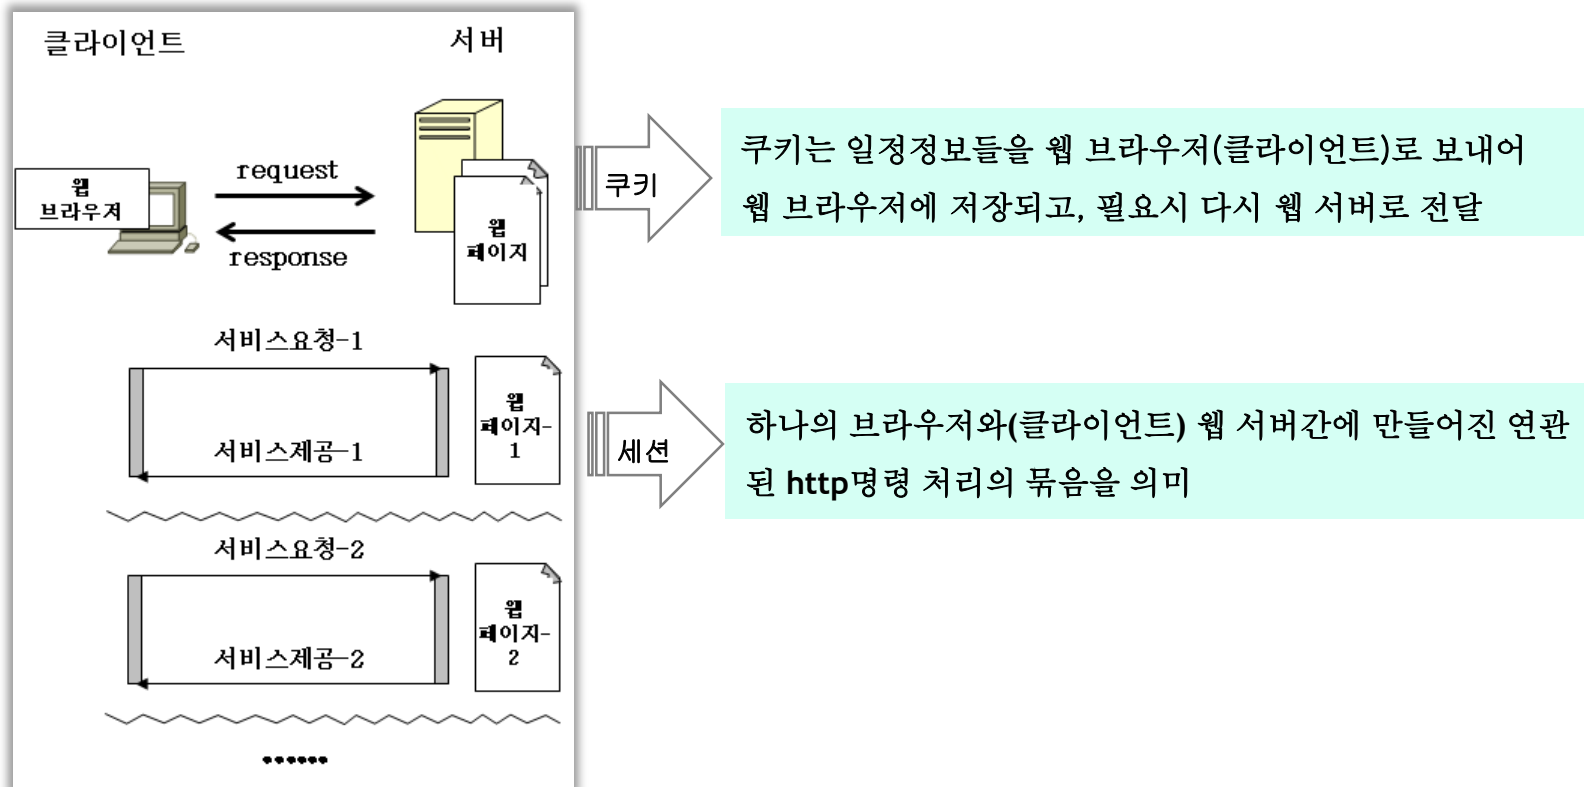 클라이언트
서버
웹
브라우저
request
response
웹
페이지
서비스요청-1
서비스제공-1
웹
페이지-
1
서비스요청-2
서비스제공-2
웹
페이지-
2
······
쿠키
쿠키는 일정정보들을 웹 브라우저(클라이언트)로 보내어
웹 브라우저에 저장되고, 필요시 다시 웹 서버로 전달
세션
하나의 브라우저와(클라이언트) 웹 서버간에 만들어진 연관
된 http명령 처리의 묶음을 의미